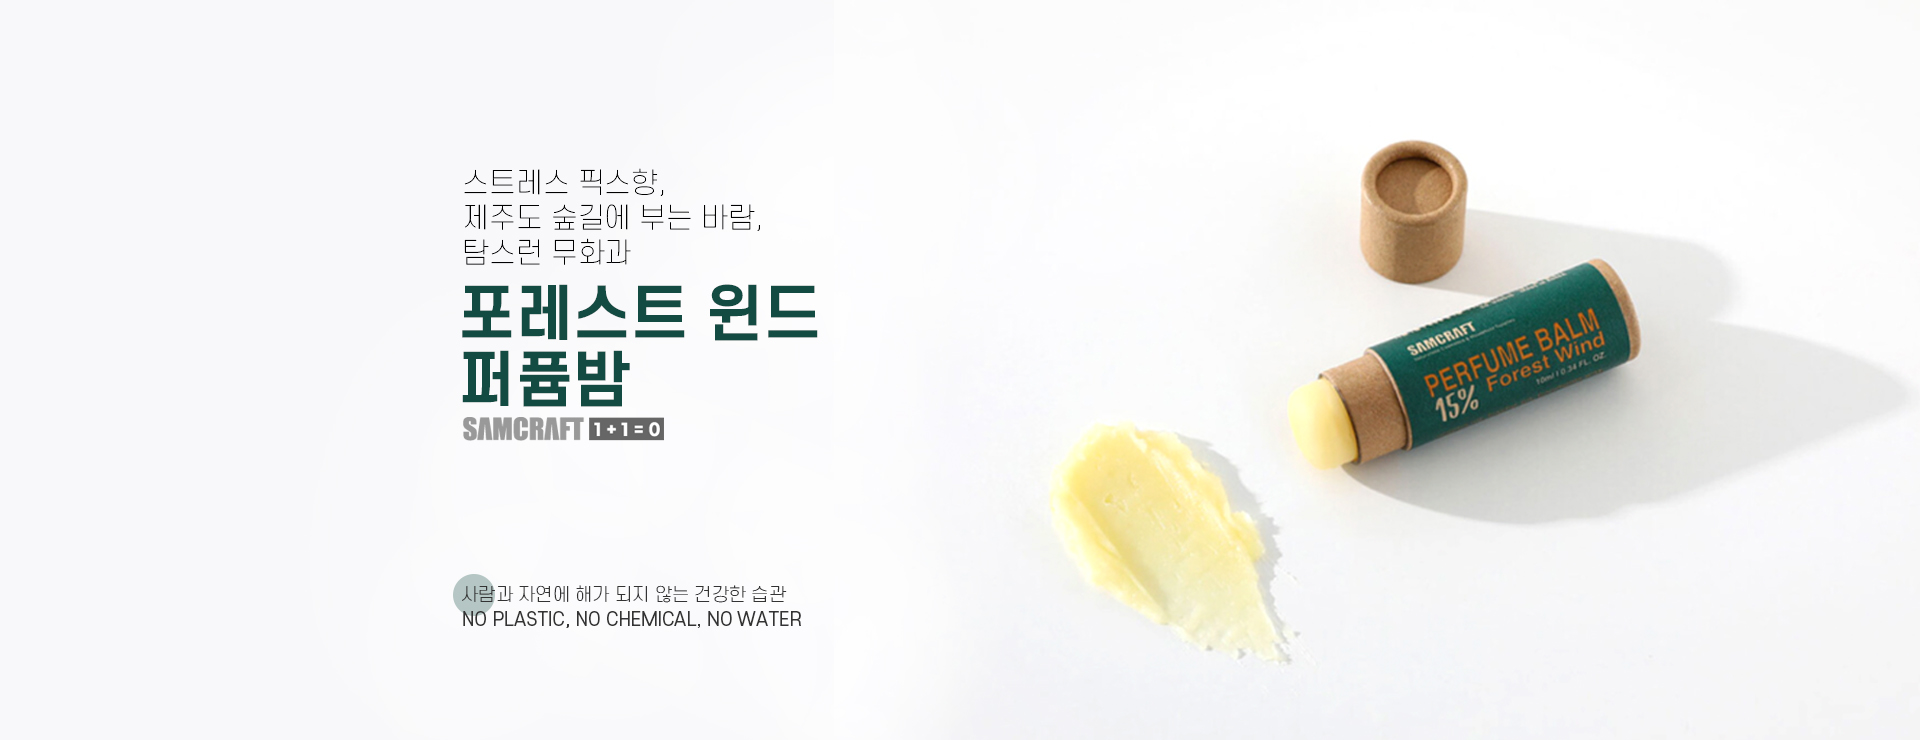 스트레스 픽스향,
제주도 숲길에 부는 바람,
탐스런 무화과
포레스트 윈드
퍼퓸밤
SAMCRAFT 1+1=0
사람과 자연에 해가 되지 않는 건강한 습관
NO PLASTIC, NO CHEMICAL, NO WATER
SAMCRAFT
PERFUME BALM
15% Forest Wind
10ml I 0.34 FL. OZ.